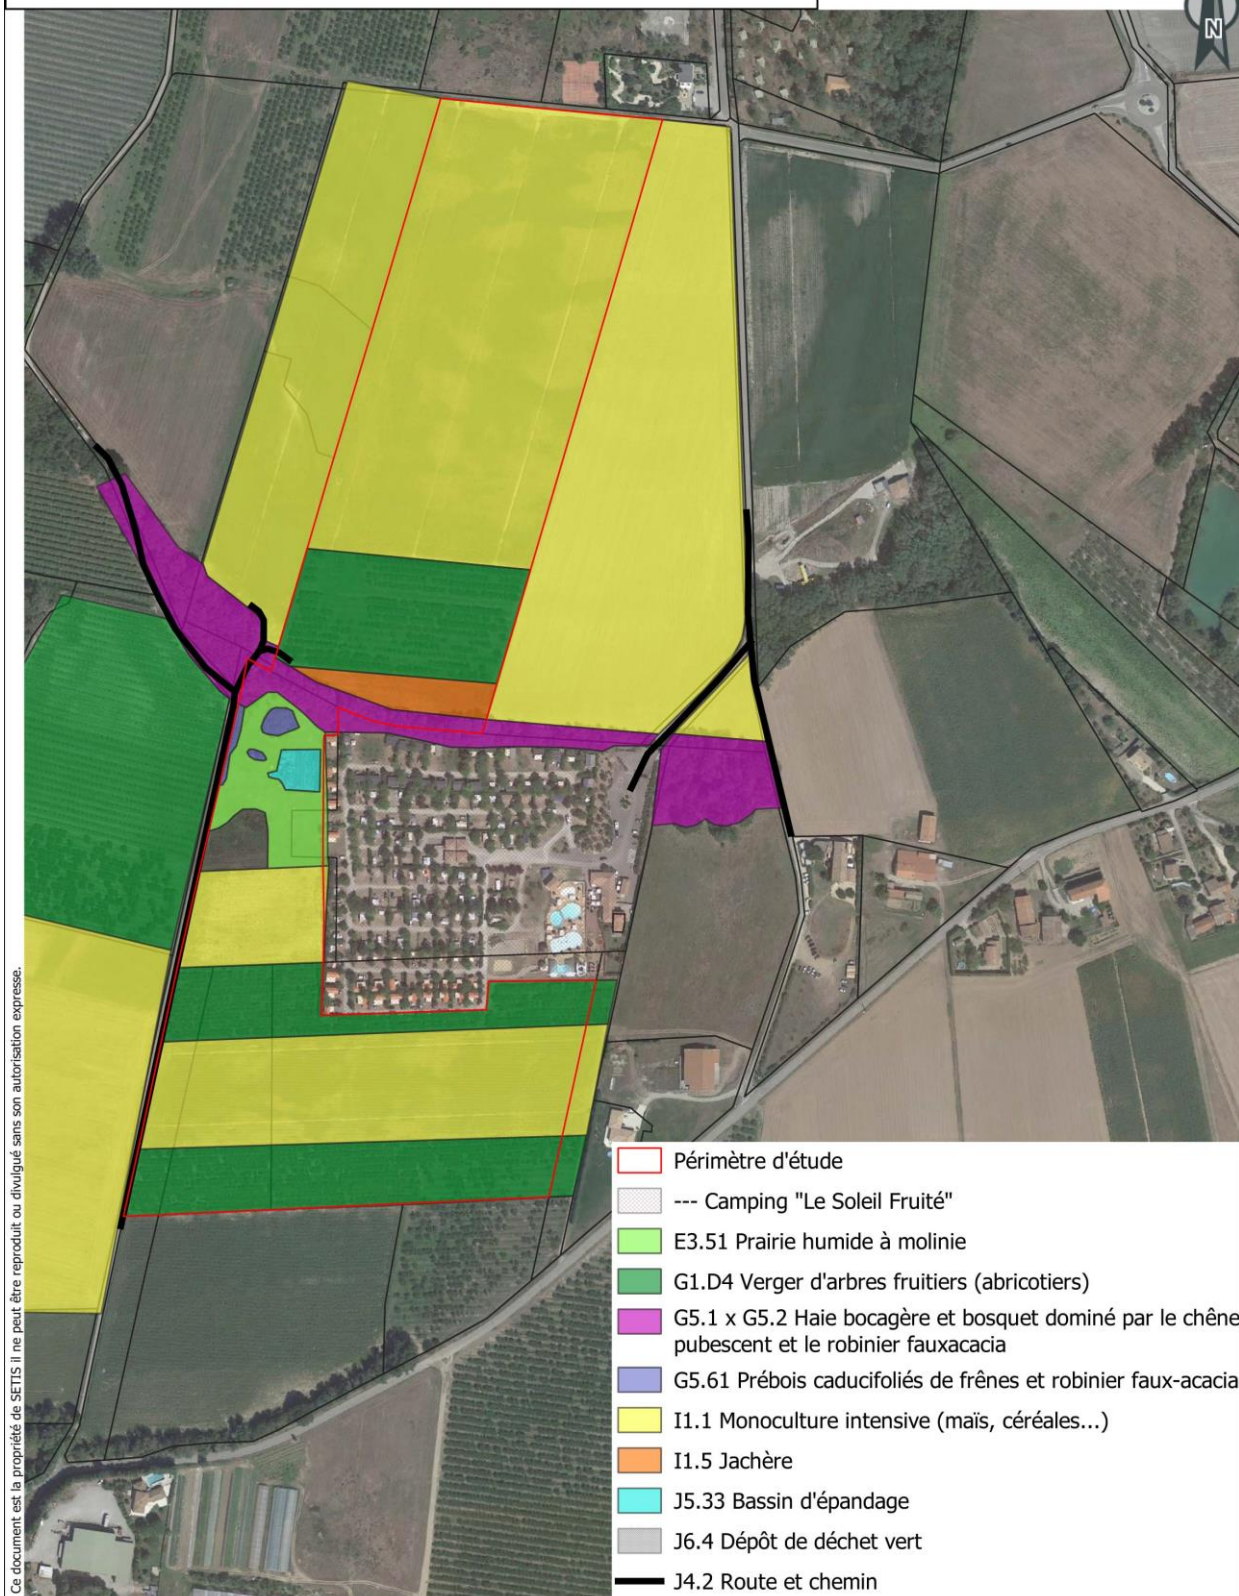 N
Périmètre d'étude
--- Camping "Le Soleil Fruité"
E3.51 Prairie humide à molinie
G1.D4 Verger d'arbres fruitiers (abricotiers)
G5.1 x G5.2 Haie bocagère et bosquet dominé par le chêne
pubescent et le robinier fauxacacia
G5.61 Prébois caducifoliés de frênes et robinier faux-acacia
I1.1 Monoculture intensive (maïs, céréales...)
I1.5 Jachère
J5.33 Bassin d'épandage
J6.4 Dépôt de déchet vert
J4.2 Route et chemin
Ce document est la propriété de SETIS il ne peut être reproduit ou divulgué sans son autorisation expresse.